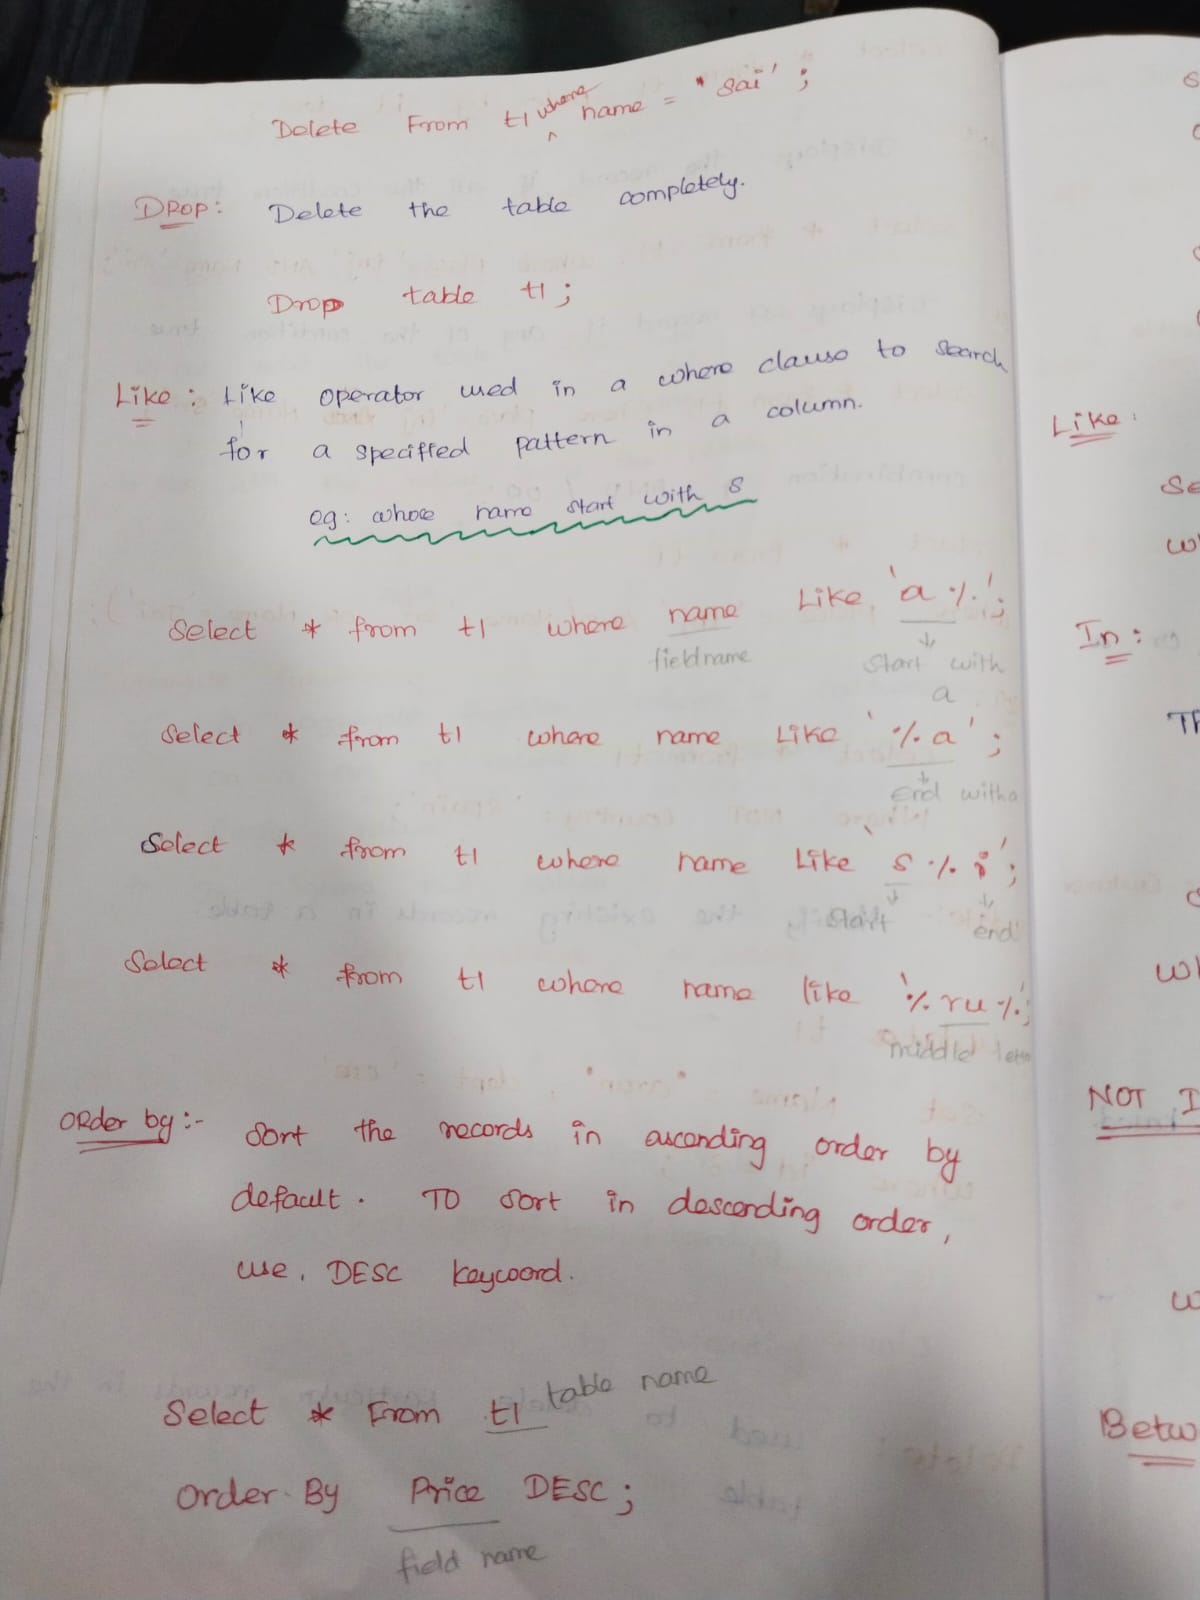 Delete From t1 where name = 'sai' ;
DROP: Delete the table completely.
Drop table t1 ;
Like : Like operator used in a where clause to search
for a specified pattern in a column.
eg: whose name start with s
Select * from t1 where name Like 'a %' ;
fieldname start with
a
Select * from t1 where name Like '% a' ;
End with a
Select * from t1 where name Like 's % i' ;
start end
Select * from t1 where name like '% ru %' ;
middle
ORder by :- Sort the records in ascending order by
default . TO sort in descending order ,
use , DESC keyword .
Select * From t1 table name
Order By Price DESC ;
field name
Like :
In :
NOT